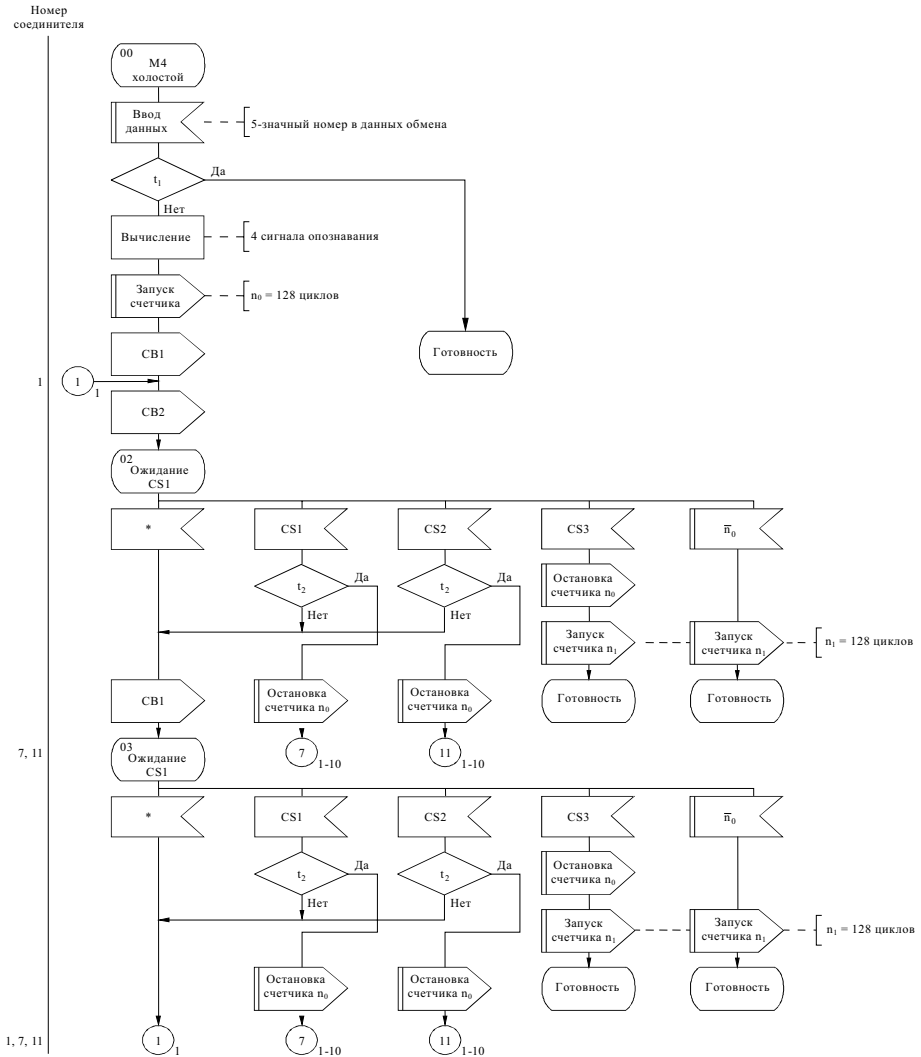 Номер
соединителя
00
М4
холостой
Ввод
данных
5-значный номер в данных обмена
t₁
Да
Нет
Вычисление
4 сигнала опознавания
Запуск
счетчика
n₀ = 128 циклов
Готовность
СВ1
1
1
1
СВ2
02
Ожидание
CS1
*
CS1
CS2
CS3
n̅₀
t₂
Да
Нет
t₂
Да
Нет
Остановка
счетчика n₀
Запуск
счетчика n₁
Запуск
счетчика n₁
n₁ = 128 циклов
СВ1
Остановка
счетчика n₀
Остановка
счетчика n₀
Готовность
Готовность
7, 11
03
Ожидание
CS1
7
1-10
11
1-10
*
CS1
CS2
CS3
n̅₀
t₂
Да
Нет
t₂
Да
Нет
Остановка
счетчика n₀
Запуск
счетчика n₁
Запуск
счетчика n₁
n₁ = 128 циклов
Остановка
счетчика n₀
Остановка
счетчика n₀
Готовность
Готовность
1, 7, 11
1
1
7
1-10
11
1-10